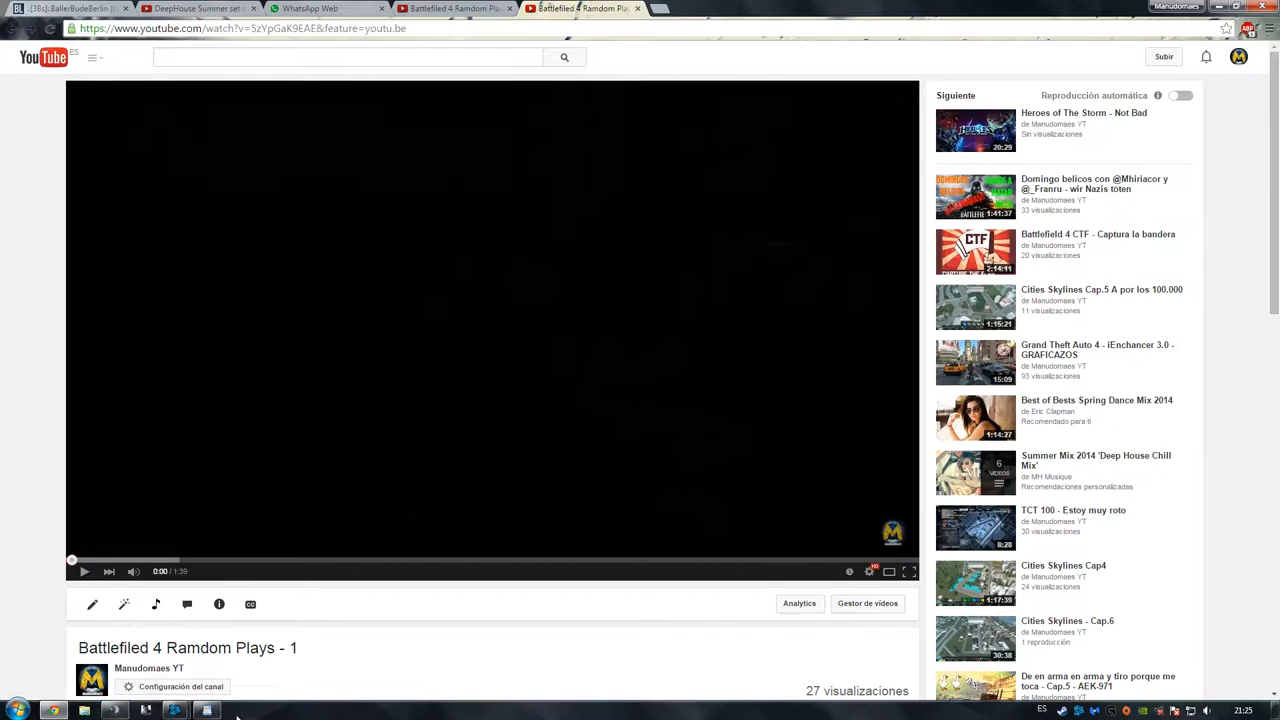 [38s]::BallerBudeBerlin
DeepHouse Summer set
WhatsApp Web
Battlefiled 4 Ramdom Pla
Battlefiled 4 Ramdom Pla
Manudomaes
https://www.youtube.com/watch?v=5zYpGaK9EAE&feature=youtu.be
YouTube ES
Subir
Siguiente
Reproducción automática
Heroes of The Storm - Not Bad
de Manudomaes YT
Sin visualizaciones
20:29
Domingo belicos con @Mhiriacor y
@_Franru - wir Nazis töten
de Manudomaes YT
33 visualizaciones
1:41:37
Battlefield 4 CTF - Captura la bandera
de Manudomaes YT
20 visualizaciones
CTF
2:14:11
Cities Skylines Cap.5 A por los 100.000
de Manudomaes YT
11 visualizaciones
1:15:21
Grand Theft Auto 4 - iEnchancer 3.0 -
GRAFICAZOS
de Manudomaes YT
93 visualizaciones
15:09
Best of Bests Spring Dance Mix 2014
de Eric Clapman
Recomendado para ti
1:14:27
Summer Mix 2014 'Deep House Chill
Mix'
de MH Musique
Recomendaciones personalizadas
6
VÍDEOS
TCT 100 - Estoy muy roto
de Manudomaes YT
30 visualizaciones
8:28
Cities Skylines Cap4
de Manudomaes YT
24 visualizaciones
1:17:39
Cities Skylines - Cap.6
de Manudomaes YT
1 reproducción
30:38
De en arma en arma y tiro porque me
toca - Cap.5 - AEK-971
de Manudomaes YT
0:00 / 1:39
Analytics
Gestor de vídeos
Battlefiled 4 Ramdom Plays - 1
Manudomaes YT
Configuración del canal
27 visualizaciones
ES
21:25